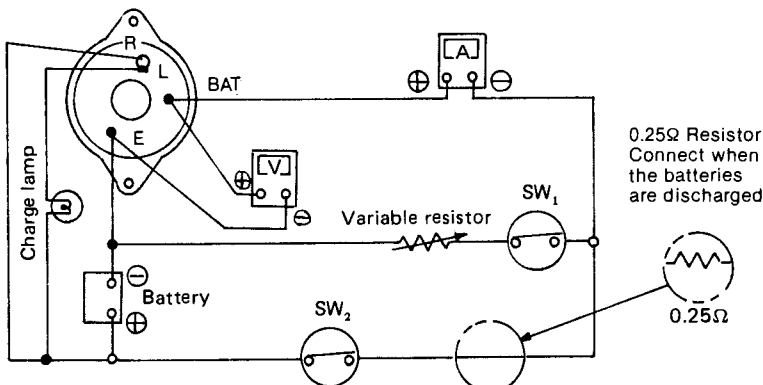 R
L
BAT
E
A
⊕
⊖
V
⊕
⊖
0.25Ω Resistor
Connect when
the batteries
are discharged
Charge lamp
Variable resistor
SW₁
⊖
Battery
⊕
SW₂
0.25Ω